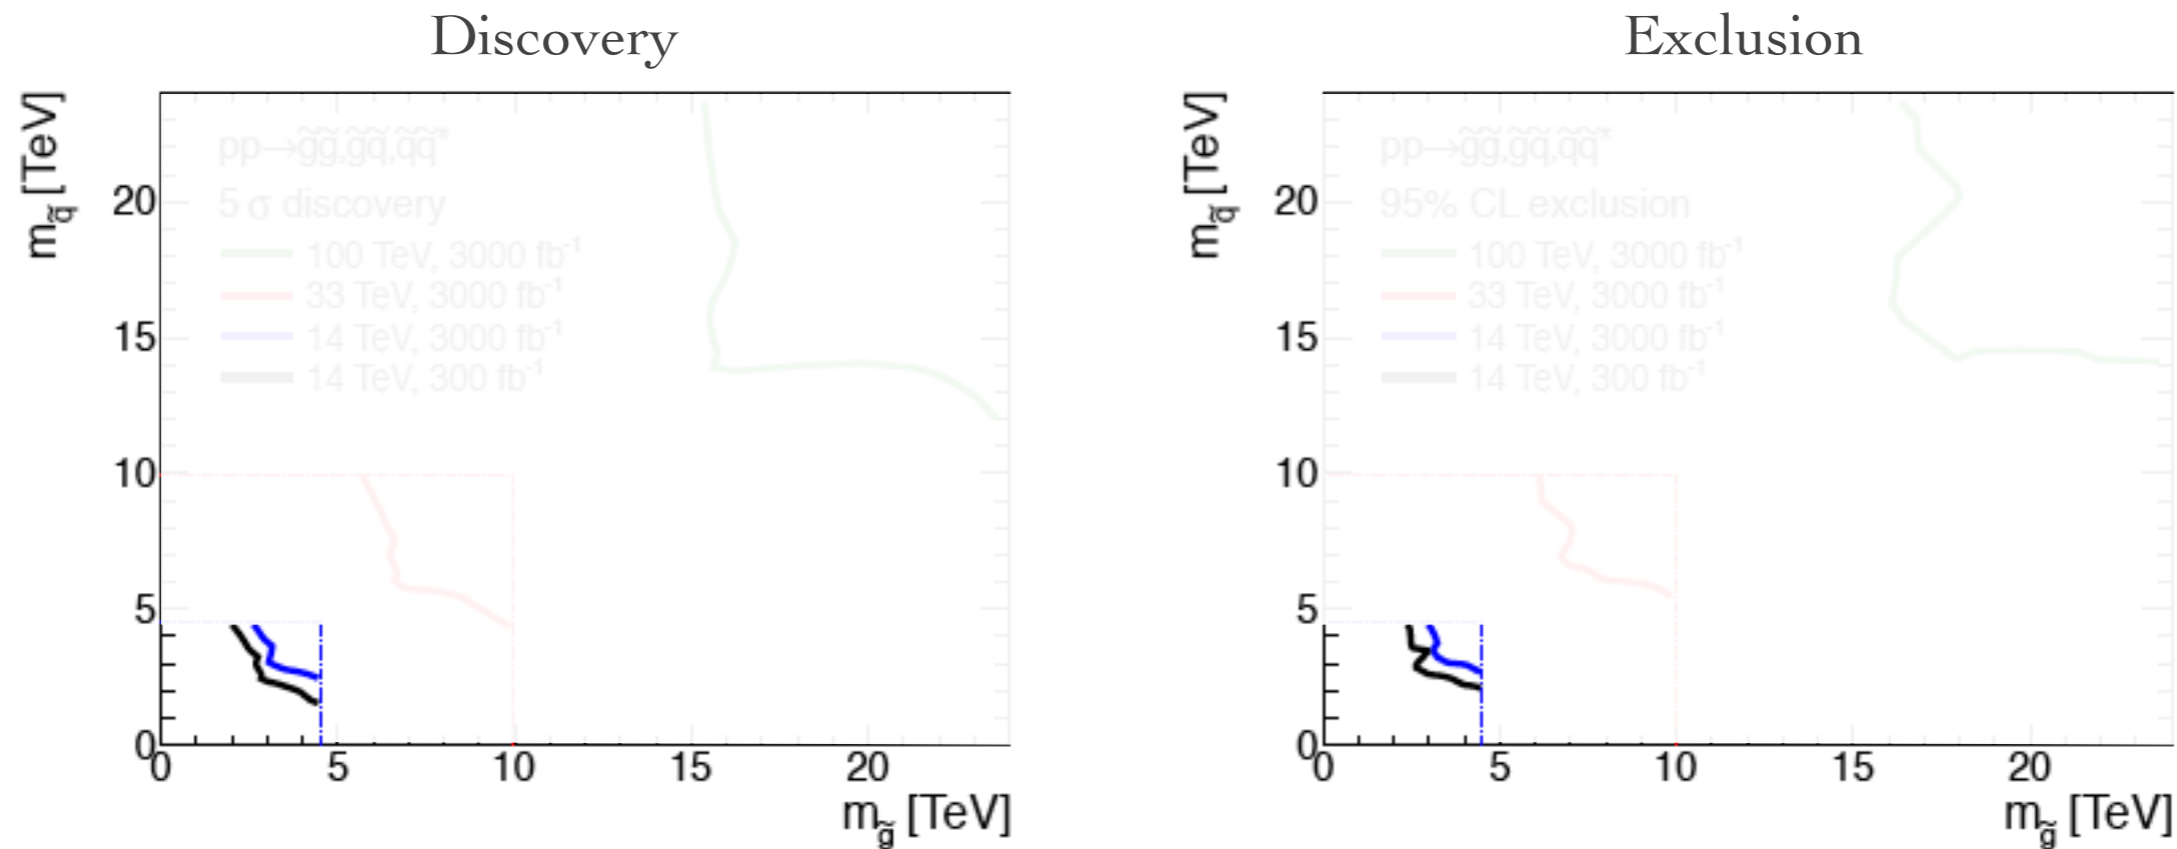 Discovery
m_q̃ [TeV]
pp→g̃g̃,g̃q̃,q̃q̃*
5 σ discovery
100 TeV, 3000 fb⁻¹
33 TeV, 3000 fb⁻¹
14 TeV, 3000 fb⁻¹
14 TeV, 300 fb⁻¹
20
15
10
5
0
0 5 10 15 20
m_g̃ [TeV]
Exclusion
m_q̃ [TeV]
pp→g̃g̃,g̃q̃,q̃q̃*
95% CL exclusion
100 TeV, 3000 fb⁻¹
33 TeV, 3000 fb⁻¹
14 TeV, 3000 fb⁻¹
14 TeV, 300 fb⁻¹
20
15
10
5
0
0 5 10 15 20
m_g̃ [TeV]